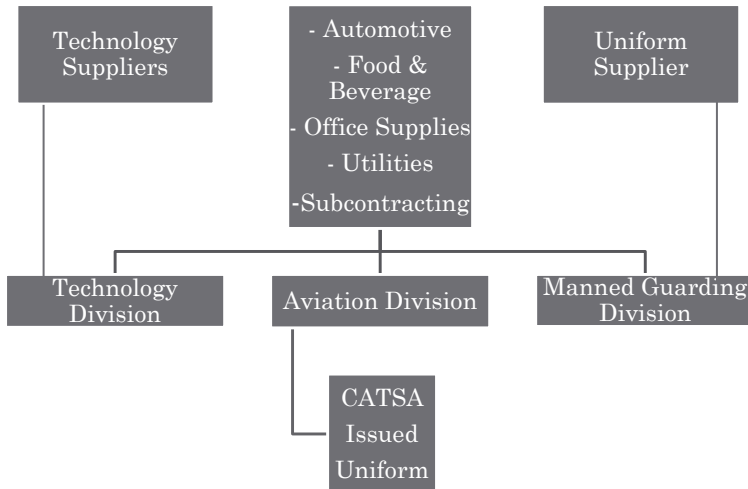 Technology
Suppliers
- Automotive
- Food &
Beverage
- Office Supplies
- Utilities
-Subcontracting
Uniform
Supplier
Technology
Division
Aviation Division
Manned Guarding
Division
CATSA
Issued
Uniform